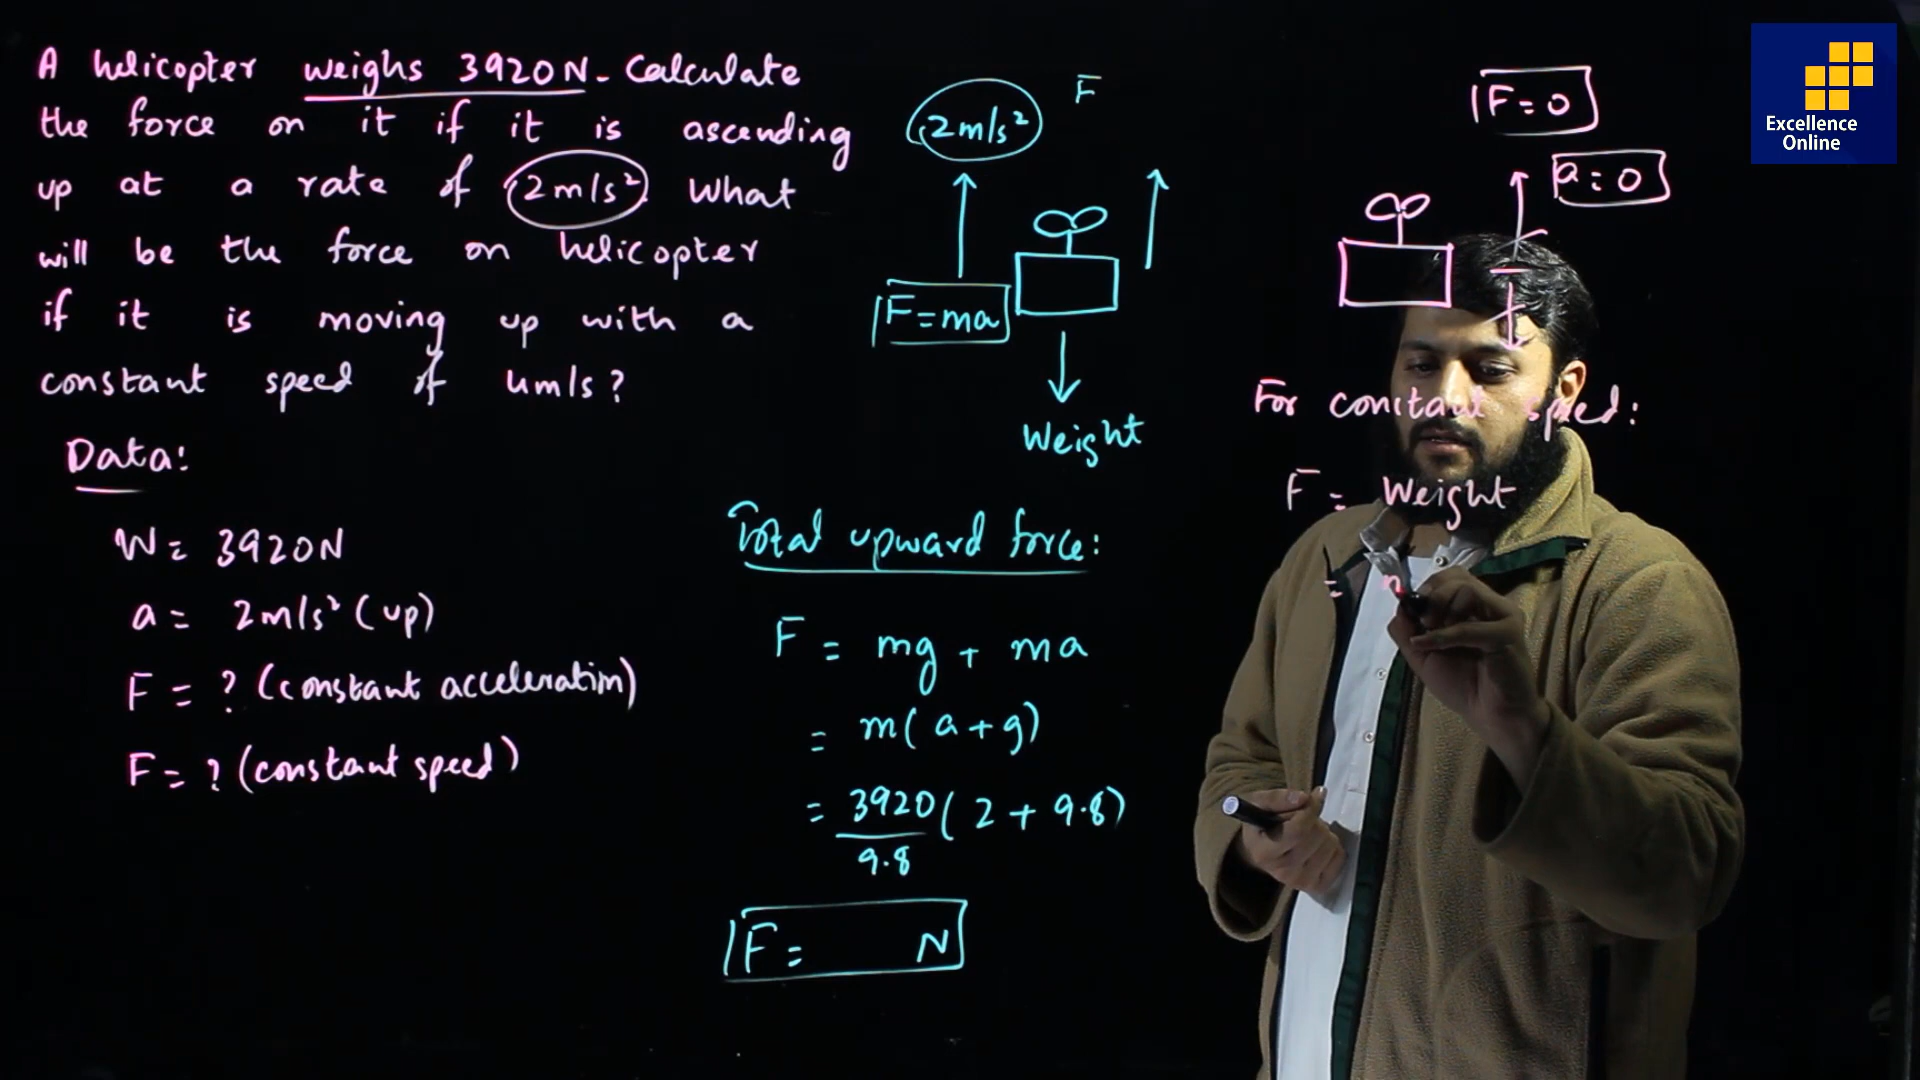 A helicopter weighs 3920N. Calculate
the force on it if it is ascending
up at a rate of 2m/s². What
will be the force on helicopter
if it is moving up with a
constant speed of 4m/s?
Data:
W = 3920N
a = 2m/s² (up)
F = ? (constant acceleration)
F = ? (constant speed)
2m/s²
F
F = ma
Weight
Total upward force:
F = mg + ma
= m(a+g)
= 3920/9.8 (2 + 9.8)
F = N
F = 0
a = 0
For constant speed:
F = Weight
= m
Excellence
Online